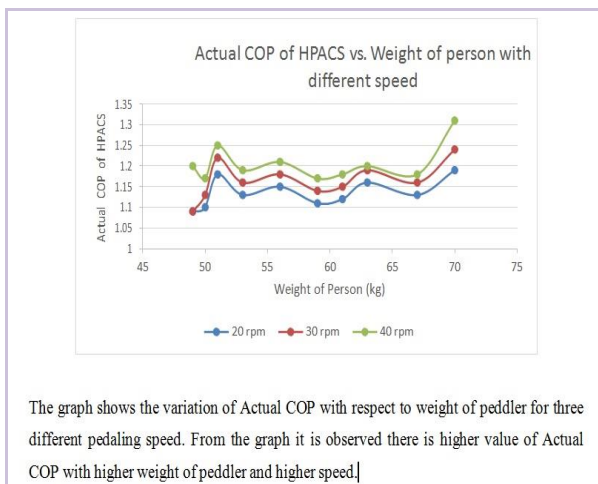 Actual COP of HPACS vs. Weight of person with
different speed
1.35
1.3
1.25
1.2
1.15
1.1
1.05
1
Actual COP of HPACS
45 50 55 60 65 70 75
Weight of Person (kg)
20 rpm 30 rpm 40 rpm
The graph shows the variation of Actual COP with respect to weight of peddler for three
different pedaling speed. From the graph it is observed there is higher value of Actual
COP with higher weight of peddler and higher speed.